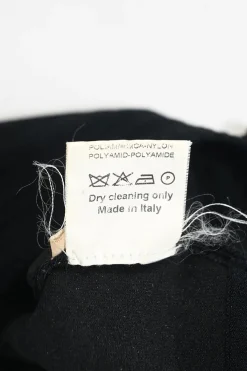 POLYAMID-POLYAMIDE
Dry cleaning only
Made in Italy